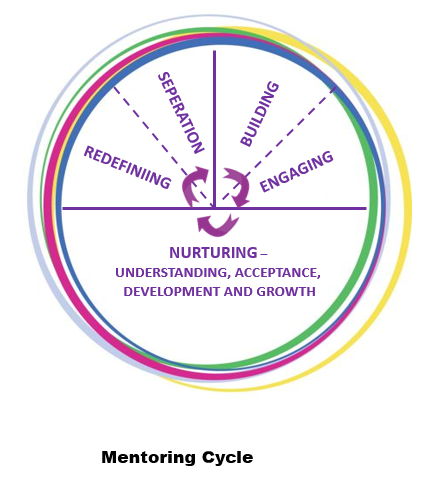 SEPERATION
BUILDING
REDEFINIING
ENGAGING
NURTURING –
UNDERSTANDING, ACCEPTANCE,
DEVELOPMENT AND GROWTH
Mentoring Cycle